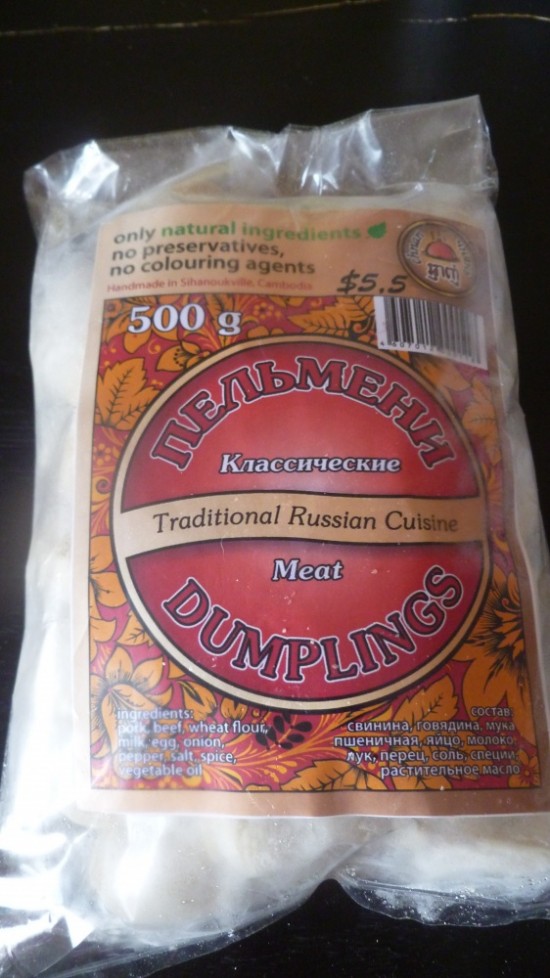 only natural ingredients
no preservatives,
no colouring agents
Handmade in Sihanoukville, Cambodia
$5.5
500 g
ПЕЛЬМЕНИ
Классические
Traditional Russian Cuisine
Meat
DUMPLINGS
ingredients:
pork, beef, wheat flour,
milk, egg, onion,
pepper, salt, spice,
vegetable oil
состав:
свинина, говядина, мука
пшеничная, яйцо, молоко,
лук, перец, соль, специи,
растительное масло